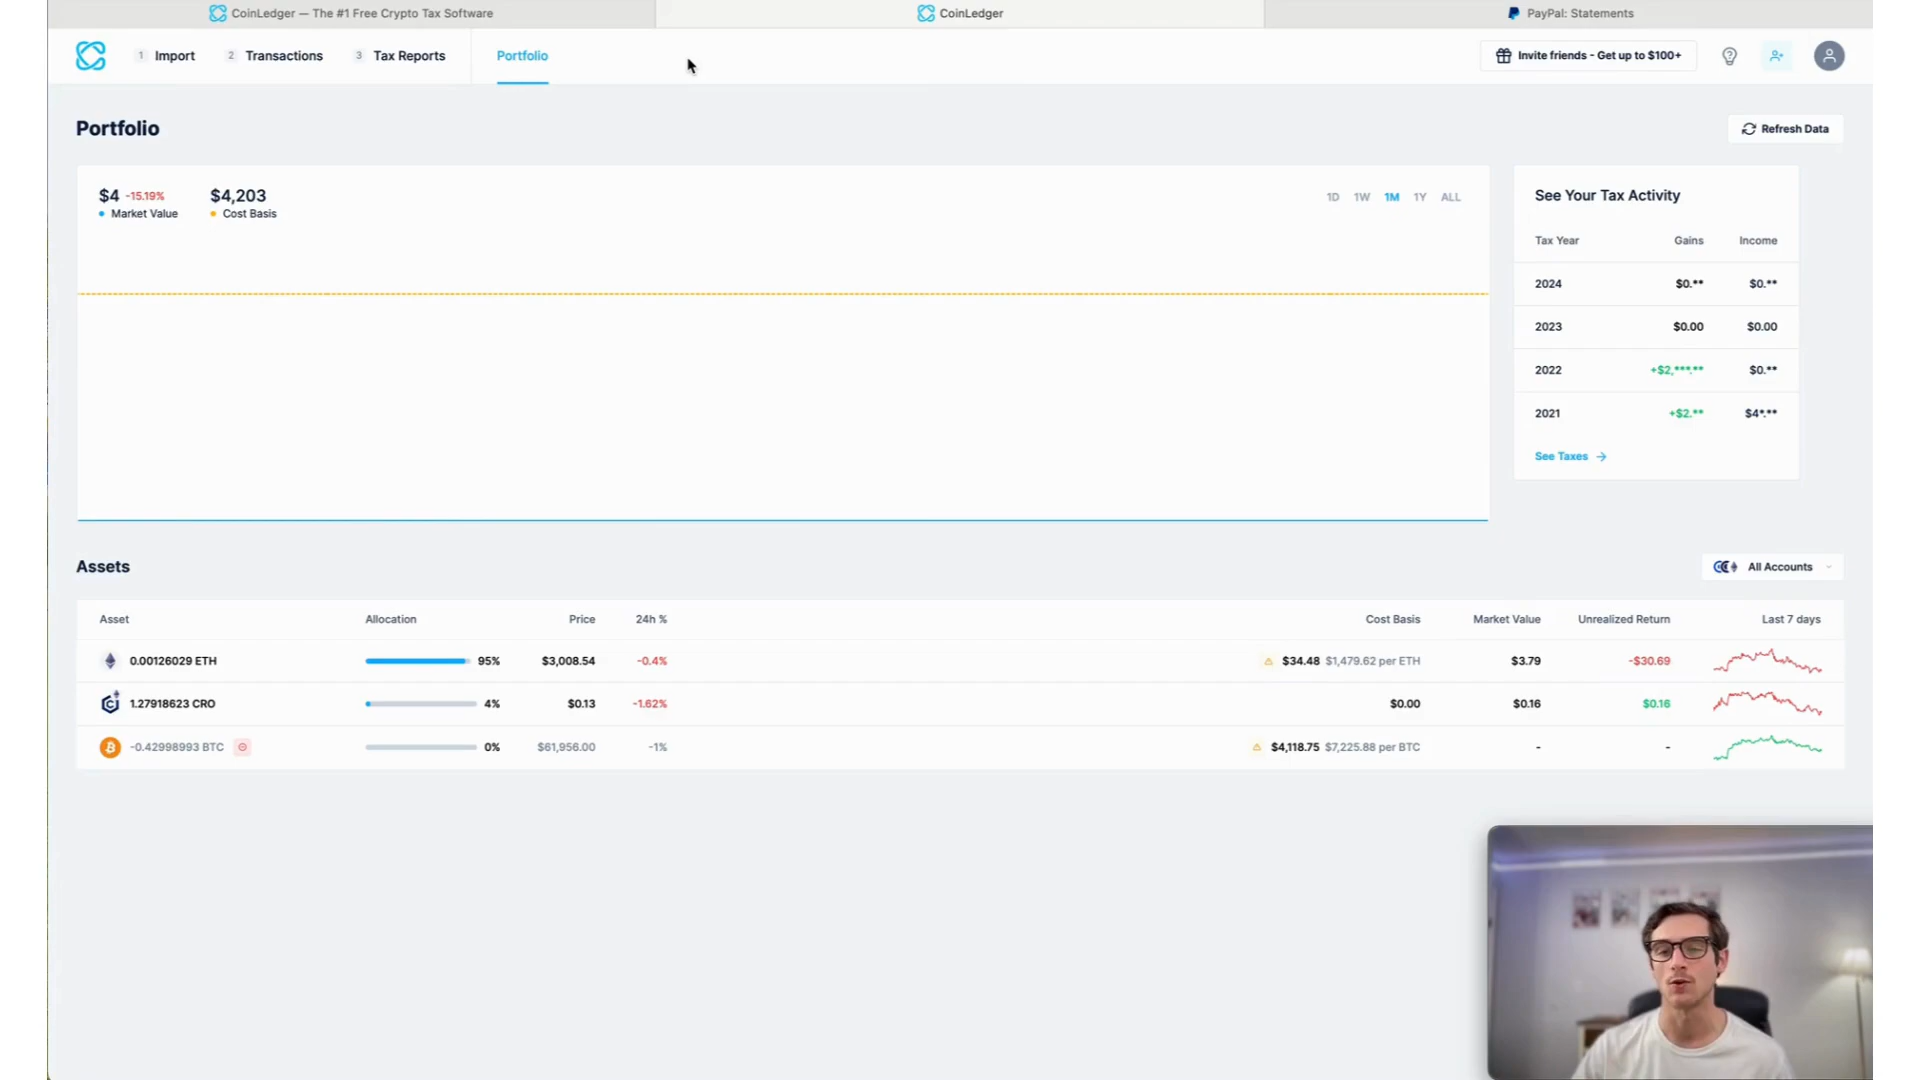 CoinLedger — The #1 Free Crypto Tax Software
CoinLedger
PayPal: Statements
1 Import
2 Transactions
3 Tax Reports
Portfolio
Invite friends - Get up to $100+
Portfolio
Refresh Data
$4 -15.19%
Market Value
$4,203
Cost Basis
1D 1W 1M 1Y ALL
See Your Tax Activity
Tax Year Gains Income
2024 $0.** $0.**
2023 $0.00 $0.00
2022 +$2,***.** $0.**
2021 +$2.** $4*.**
See Taxes
Assets
All Accounts
Asset Allocation Price 24h % Cost Basis Market Value Unrealized Return Last 7 days
0.00126029 ETH 95% $3,008.54 -0.4% $34.48 $1,479.62 per ETH $3.79 -$30.69
1.27918623 CRO 4% $0.13 -1.62% $0.00 $0.16 $0.16
-0.42998993 BTC 0% $61,956.00 -1% $4,118.75 $7,225.88 per BTC - -